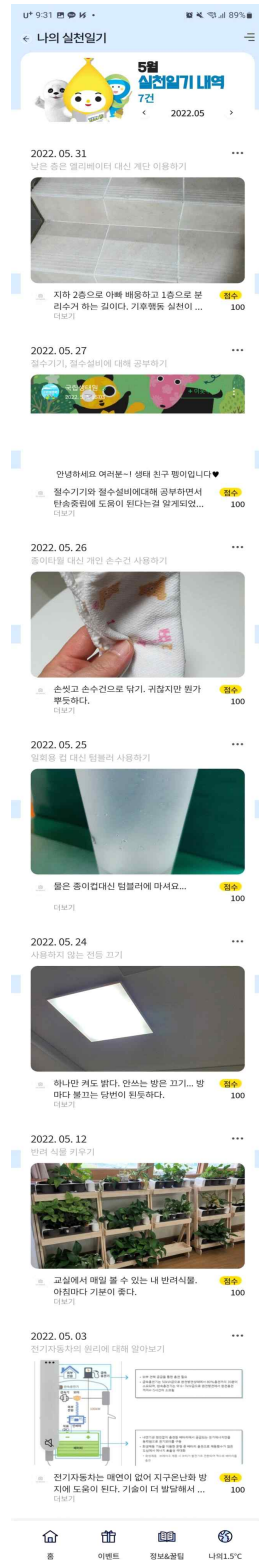 U+ 9:31
89%
나의 실천일기
5월
실천일기 내역
7건
< 2022.05 >
2022. 05. 31
낮은 층은 엘리베이터 대신 계단 이용하기
지하 2층으로 아빠 배웅하고 1층으로 분
리수거 하는 길이다. 기후행동 실천이 ...
더보기
점수
100
2022. 05. 27
절수기기, 절수설비에 대해 공부하기
국립생태원
안녕하세요 여러분~! 생태 친구 펭이입니다♥
절수기기와 절수설비에대해 공부하면서
탄송중립에 도움이 된다는걸 알게되었...
더보기
점수
100
2022. 05. 26
종이타월 대신 개인 손수건 사용하기
손씻고 손수건으로 닦기. 귀찮지만 뭔가
뿌듯하다.
더보기
점수
100
2022. 05. 25
일회용 컵 대신 텀블러 사용하기
물은 종이컵대신 텀블러에 마셔요...
더보기
점수
100
2022. 05. 24
사용하지 않는 전등 끄기
하나만 켜도 밝다. 안쓰는 방은 끄기... 방
마다 불끄는 당번이 된듯하다.
더보기
점수
100
2022. 05. 12
반려 식물 키우기
교실에서 매일 볼 수 있는 내 반려식물.
아침마다 기분이 좋다.
더보기
점수
100
2022. 05. 03
전기자동차의 원리에 대해 알아보기
전기자동차는 매연이 없어 지구온난화 방
지에 도움이 된다. 기술이 더 발달해서 ...
더보기
점수
100
홈
이벤트
정보&꿀팁
나의1.5°C